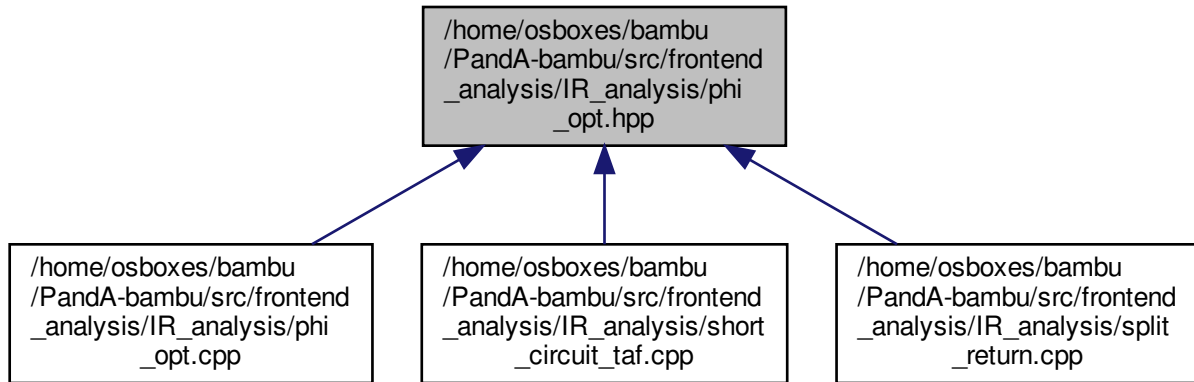 /home/osboxes/bambu
/PandA-bambu/src/frontend
_analysis/IR_analysis/phi
_opt.hpp
/home/osboxes/bambu
/PandA-bambu/src/frontend
_analysis/IR_analysis/phi
_opt.cpp
/home/osboxes/bambu
/PandA-bambu/src/frontend
_analysis/IR_analysis/short
_circuit_taf.cpp
/home/osboxes/bambu
/PandA-bambu/src/frontend
_analysis/IR_analysis/split
_return.cpp